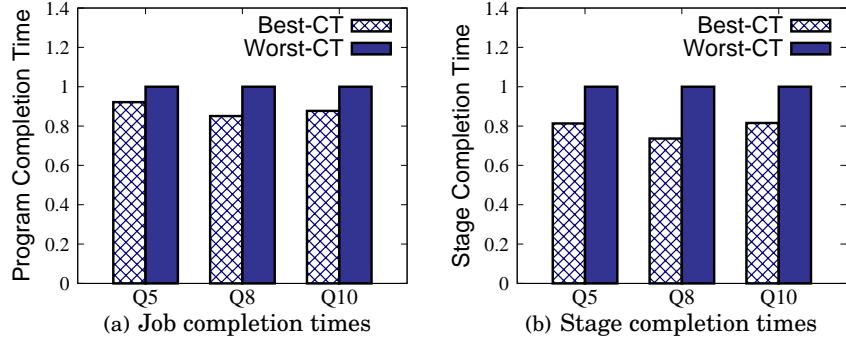 1.4
1.2
1
0.8
0.6
0.4
0.2
0
Program Completion Time
Best-CT
Worst-CT
Q5
Q8
Q10
(a) Job completion times
1.4
1.2
1
0.8
0.6
0.4
0.2
0
Stage Completion Time
Best-CT
Worst-CT
Q5
Q8
Q10
(b) Stage completion times